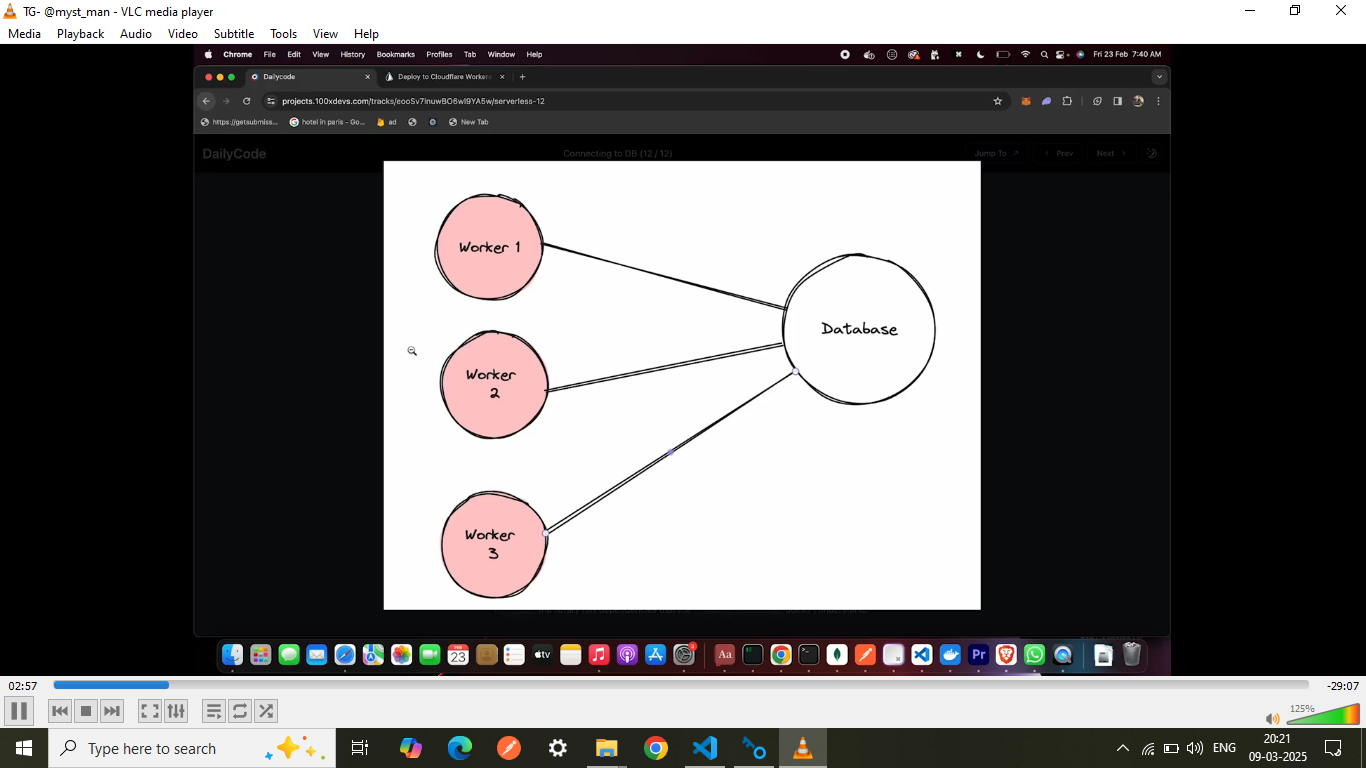 TG- @myst_man - VLC media player
Media Playback Audio Video Subtitle Tools View Help
Chrome File Edit View History Bookmarks Profiles Tab Window Help
Fri 23 Feb 7:40 AM
Dailycode
Deploy to Cloudflare Workers
projects.100xdevs.com/tracks/eooSv7lnuwBO6wl9YA5w/serverless-12
https://getsubmiss...
hotel in paris - Go...
ad
New Tab
DailyCode
Connecting to DB (12 / 12)
Jump To
Prev
Next
Worker 1
Worker
2
Worker
3
Database
FEB
23
tv
Aa
Pr
02:57
-29:07
125%
Type here to search
ENG
20:21
09-03-2025